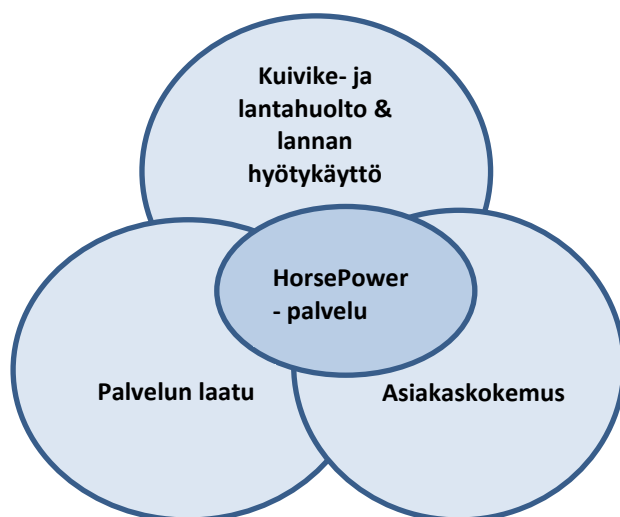 Kuivike- ja
lantahuolto &
lannan
hyötykäyttö
HorsePower
- palvelu
Palvelun laatu
Asiakaskokemus